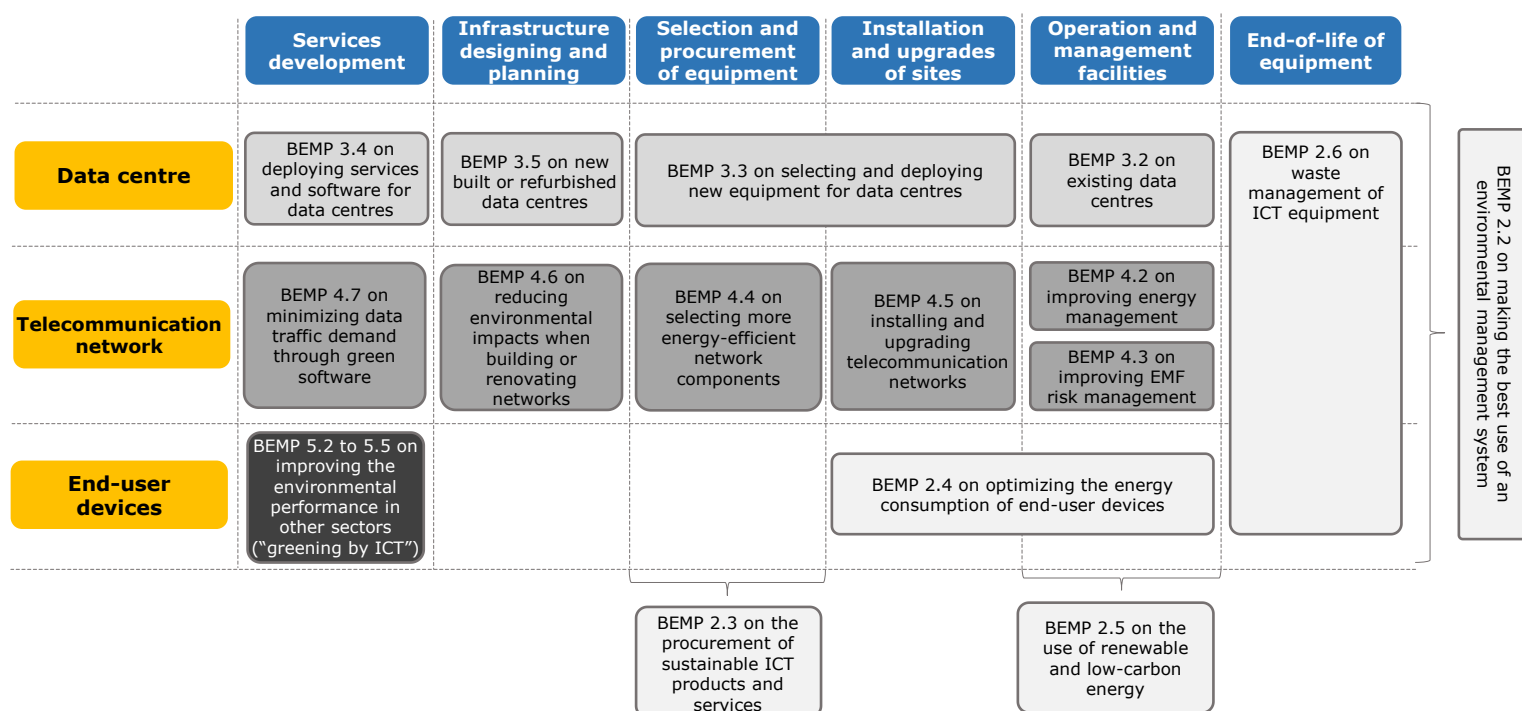 Services
development
Infrastructure
designing and
planning
Selection and
procurement
of equipment
Installation
and upgrades
of sites
Operation and
management
facilities
End-of-life of
equipment
Data centre
BEMP 3.4 on
deploying services
and software for
data centres
BEMP 3.5 on new
built or refurbished
data centres
BEMP 3.3 on selecting and deploying
new equipment for data centres
BEMP 3.2 on
existing data
centres
BEMP 2.6 on
waste
management of
ICT equipment
BEMP 2.2 on making the best use of an
environmental management system
Telecommunication
network
BEMP 4.7 on
minimizing data
traffic demand
through green
software
BEMP 4.6 on
reducing
environmental
impacts when
building or
renovating
networks
BEMP 4.4 on
selecting more
energy-efficient
network
components
BEMP 4.5 on
installing and
upgrading
telecommunication
networks
BEMP 4.2 on
improving energy
management
BEMP 4.3 on
improving EMF
risk management
End-user
devices
BEMP 5.2 to 5.5 on
improving the
environmental
performance in
other sectors
(“greening by ICT”)
BEMP 2.4 on optimizing the energy
consumption of end-user devices
BEMP 2.3 on the
procurement of
sustainable ICT
products and
services
BEMP 2.5 on the
use of renewable
and low-carbon
energy